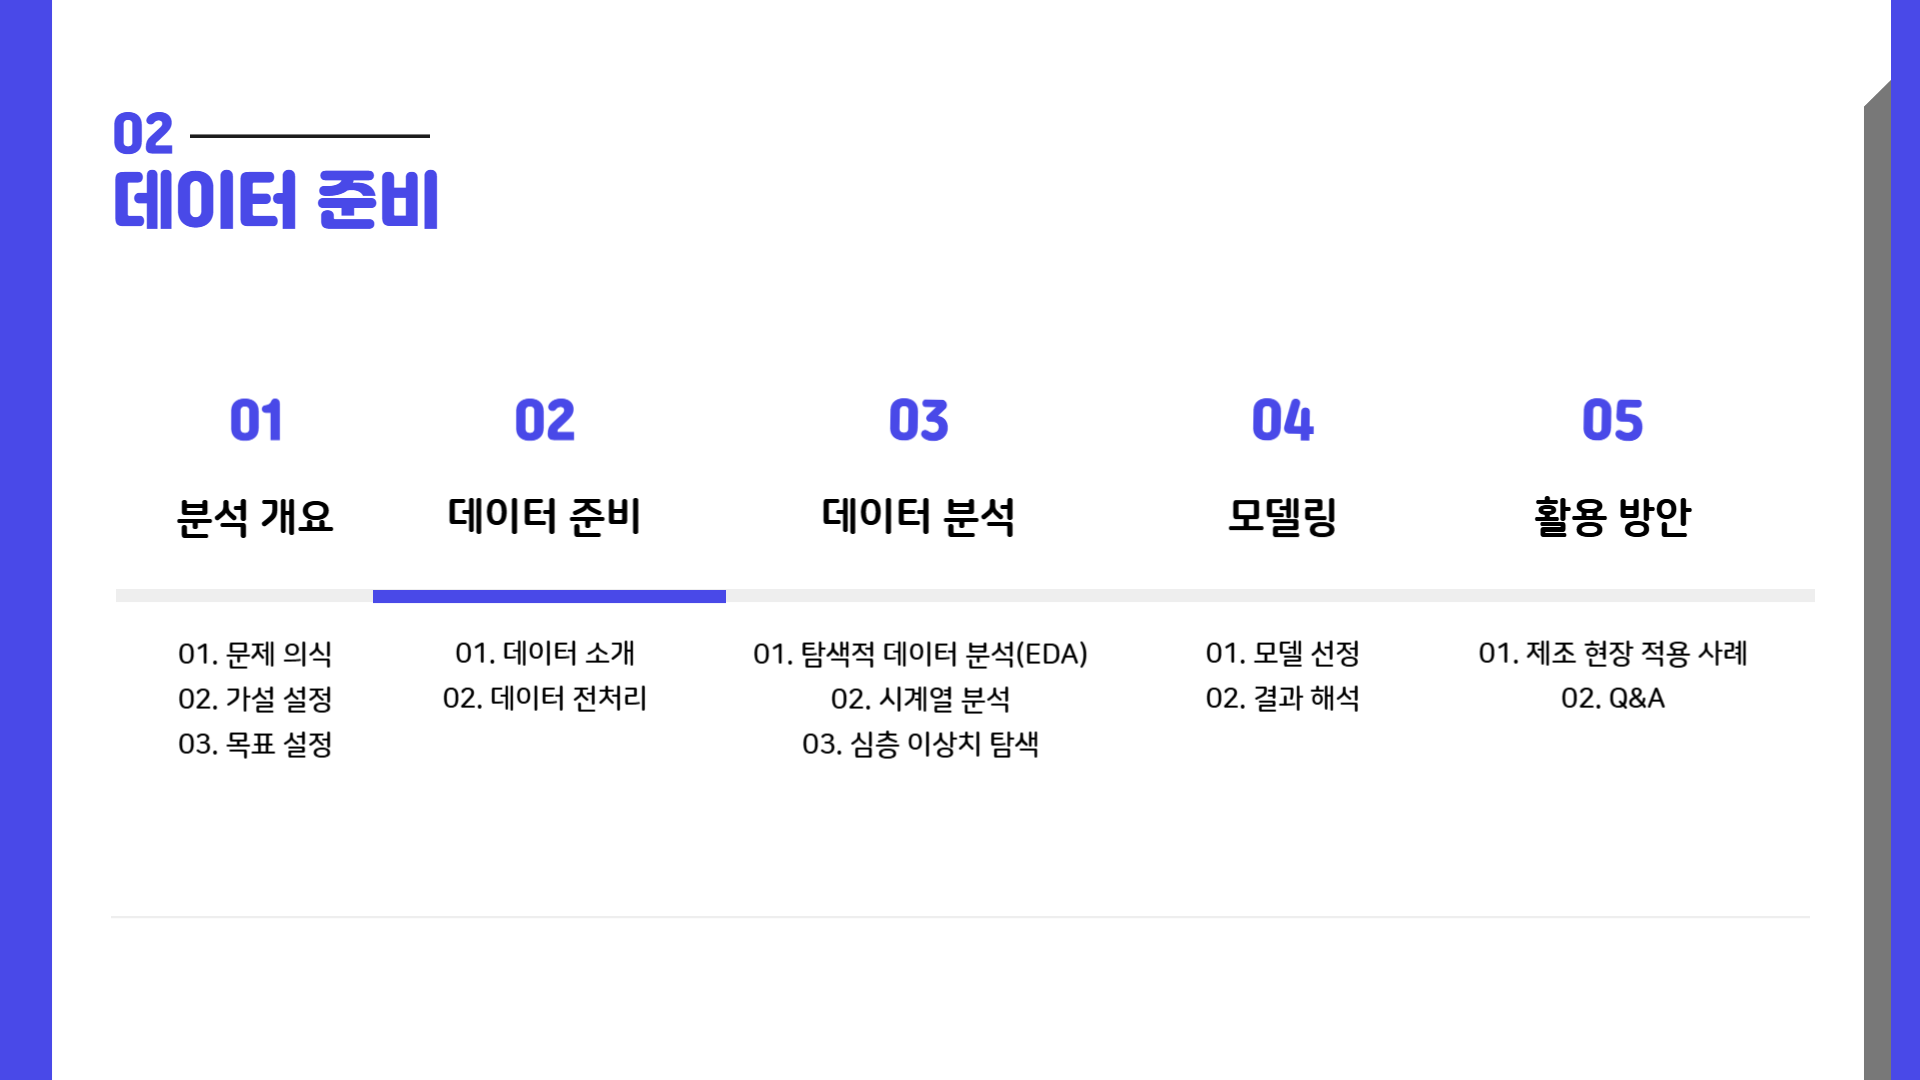 02
데이터 준비
01
분석 개요
01. 문제 의식
02. 가설 설정
03. 목표 설정
02
데이터 준비
01. 데이터 소개
02. 데이터 전처리
03
데이터 분석
01. 탐색적 데이터 분석(EDA)
02. 시계열 분석
03. 심층 이상치 탐색
04
모델링
01. 모델 선정
02. 결과 해석
05
활용 방안
01. 제조 현장 적용 사례
02. Q&A